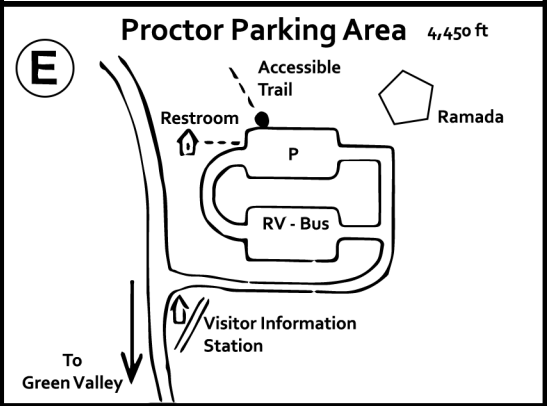 Proctor Parking Area 4,450 ft
E
Accessible
Trail
Restroom
Ramada
P
RV - Bus
Visitor Information
Station
To
Green Valley